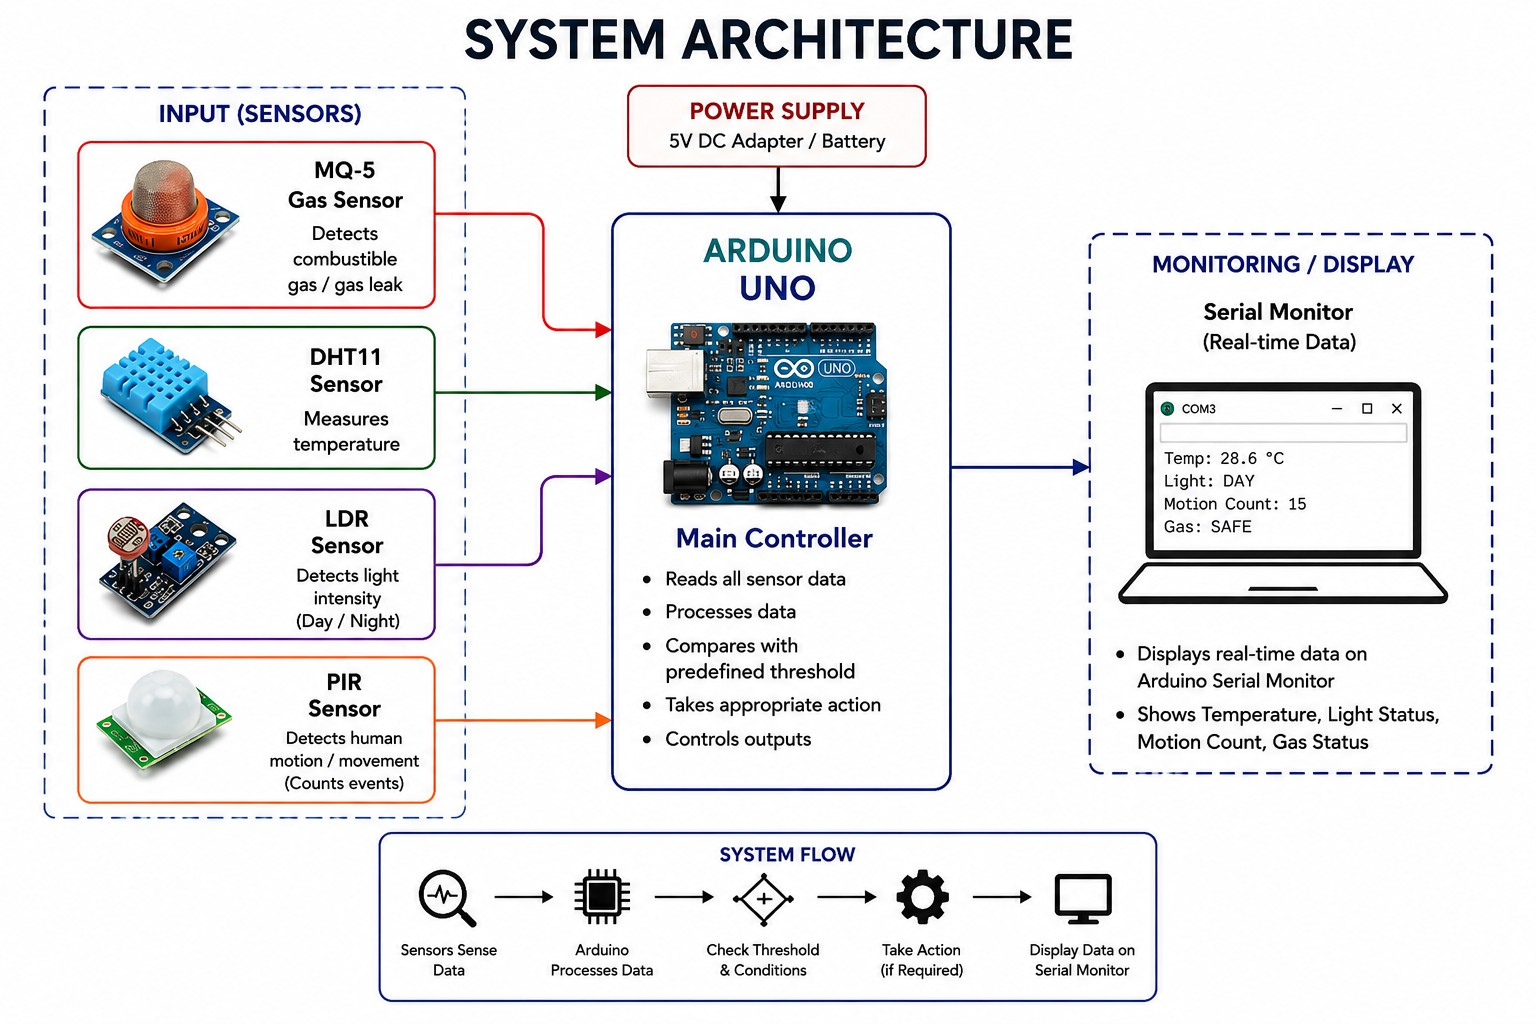 SYSTEM ARCHITECTURE
INPUT (SENSORS)
MQ-5
Gas Sensor
Detects
combustible
gas / gas leak
DHT11
Sensor
Measures
temperature
LDR
Sensor
Detects light
intensity
(Day / Night)
PIR
Sensor
Detects human
motion / movement
(Counts events)
POWER SUPPLY
5V DC Adapter / Battery
ARDUINO
UNO
UNO
Main Controller
• Reads all sensor data
• Processes data
• Compares with
predefined threshold
• Takes appropriate action
• Controls outputs
MONITORING / DISPLAY
Serial Monitor
(Real-time Data)
COM3
Temp: 28.6 °C
Light: DAY
Motion Count: 15
Gas: SAFE
• Displays real-time data on
Arduino Serial Monitor
• Shows Temperature, Light Status,
Motion Count, Gas Status
SYSTEM FLOW
Sensors Sense
Data
Arduino
Processes Data
Check Threshold
& Conditions
Take Action
(if Required)
Display Data on
Serial Monitor